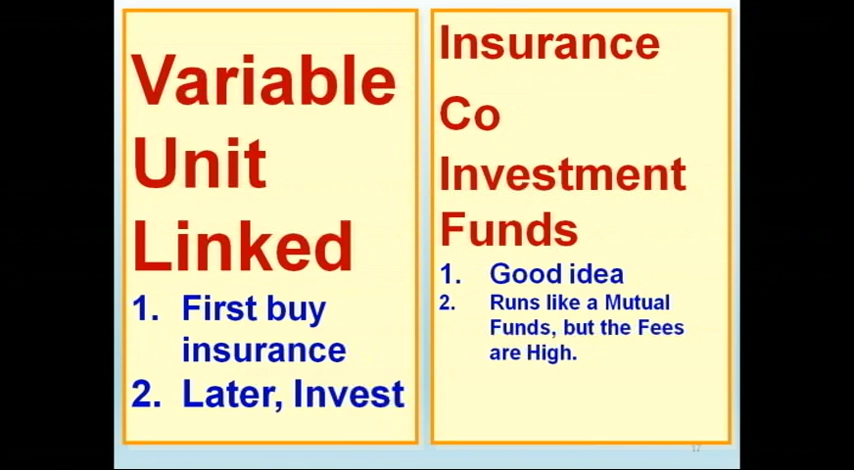 Variable
Unit
Linked
1. First buy
insurance
2. Later, Invest
Insurance
Co
Investment
Funds
1. Good idea
2. Runs like a Mutual
Funds, but the Fees
are High.
17